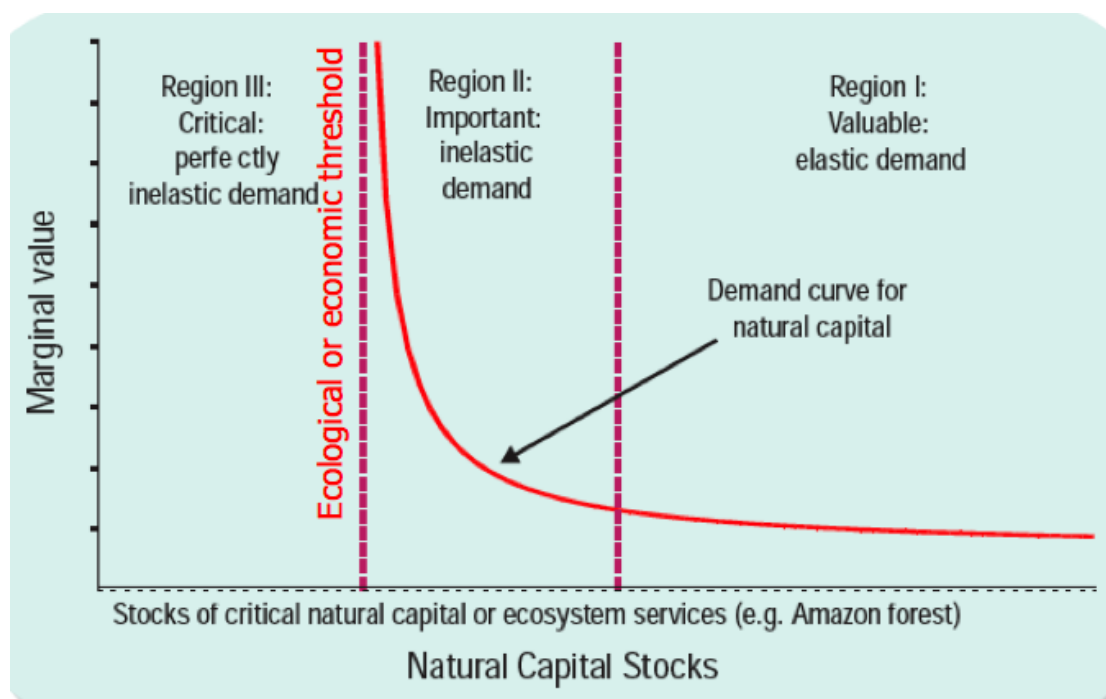 Region III:
Critical:
perfe ctly
inelastic demand
Ecological or economic threshold
Region II:
Important:
inelastic
demand
Region I:
Valuable:
elastic demand
Marginal value
Demand curve for
natural capital
Stocks of critical natural capital or ecosystem services (e.g. Amazon forest)
Natural Capital Stocks